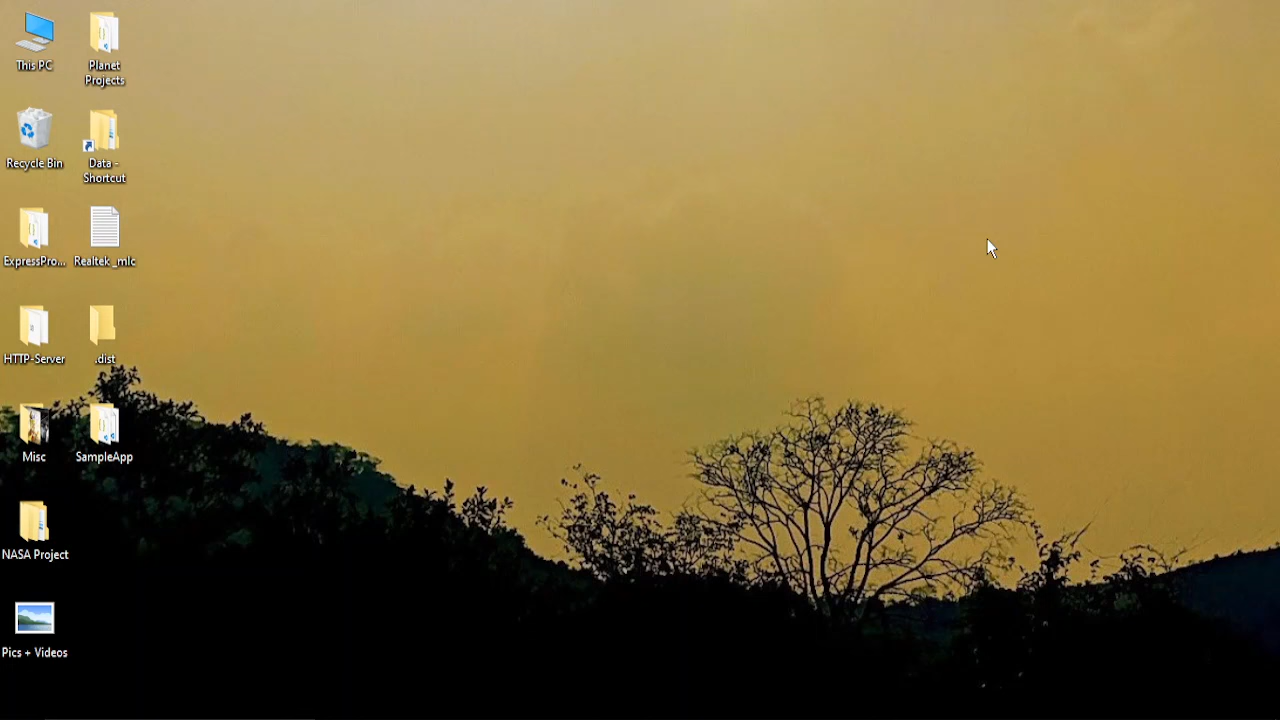 This PC
Recycle Bin
ExpressPro...
HTTP-Server
Misc
NASA Project
Pics + Videos
Planet
Projects
Data -
Shortcut
Realtek_mic
.dist
SampleApp